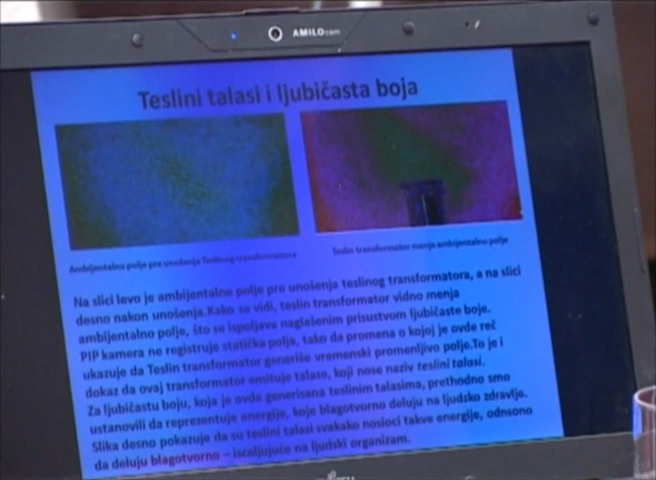 AMILO cam
Teslini talasi i ljubičasta boja
Ambijentalno polje pre unošenja Teslinog transformatora
Teslin transformator menja ambijentalno polje
Na slici levo je ambijentalno polje pre unošenja teslinog transformatora, a na slici
desno nakon unošenja.Kako se vidi, teslin transformator vidno menja
ambijentalno polje, što se ispoljava naglašenim prisustvom ljubičaste boje.
PIP kamera ne registruje statička polja, tako da promena o kojoj je ovde reč
ukazuje da Teslin transformator generiše vremenski promenljivo polje.To je i
dokaz da ovaj transformator emituje talase, koji nose naziv teslini talasi.
Za ljubičastu boju, koja je ovde generisana teslinim talasima, prethodno smo
ustanovili da reprezentuje energije, koje blagotvorno deluju na ljudsko zdravlje.
Slika desno pokazuje da su teslini talasi svakako nosioci takve energije, odnsono
da deluju blagotvorno – isceljujuće na ljudski organizam.